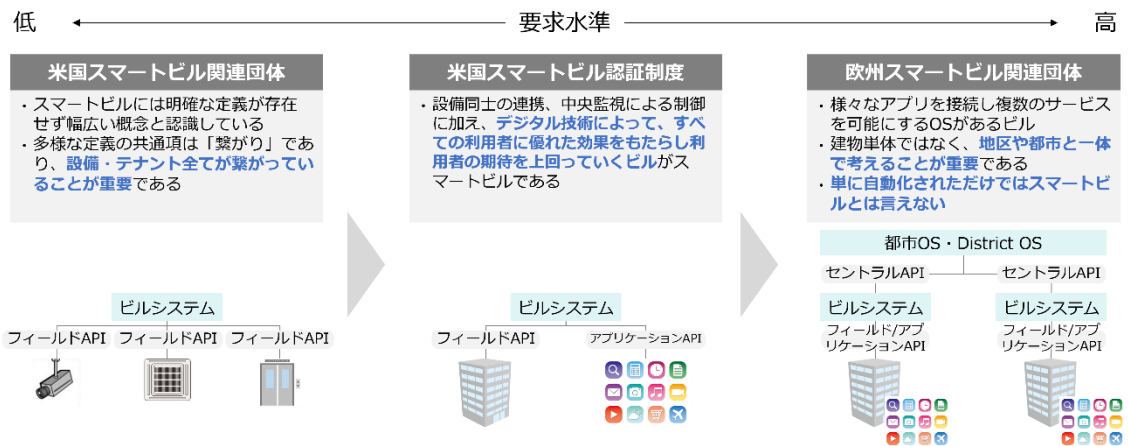 低
要求水準
高
米国スマートビル関連団体
・スマートビルには明確な定義が存在
せず幅広い概念と認識している
・多様な定義の共通項は「繋がり」であ
り、設備・テナント全てが繋がってい
ることが重要である
米国スマートビル認証制度
・設備同士の連携、中央監視による制御
に加え、デジタル技術によって、すべ
ての利用者に優れた効果をもたらし利
用者の期待を上回っていくビルがス
マートビルである
欧州スマートビル関連団体
・様々なアプリを接続し複数のサービス
を可能にするOSがあるビル
・建物単体ではなく、地区や都市と一体
で考えることが重要である
・単に自動化されただけではスマートビ
ルとは言えない
ビルシステム
フィールドAPI
フィールドAPI
フィールドAPI
ビルシステム
フィールドAPI
アプリケーションAPI
都市OS・District OS
セントラルAPI
セントラルAPI
ビルシステム
ビルシステム
フィールド/アプ
リケーションAPI
フィールド/アプ
リケーションAPI